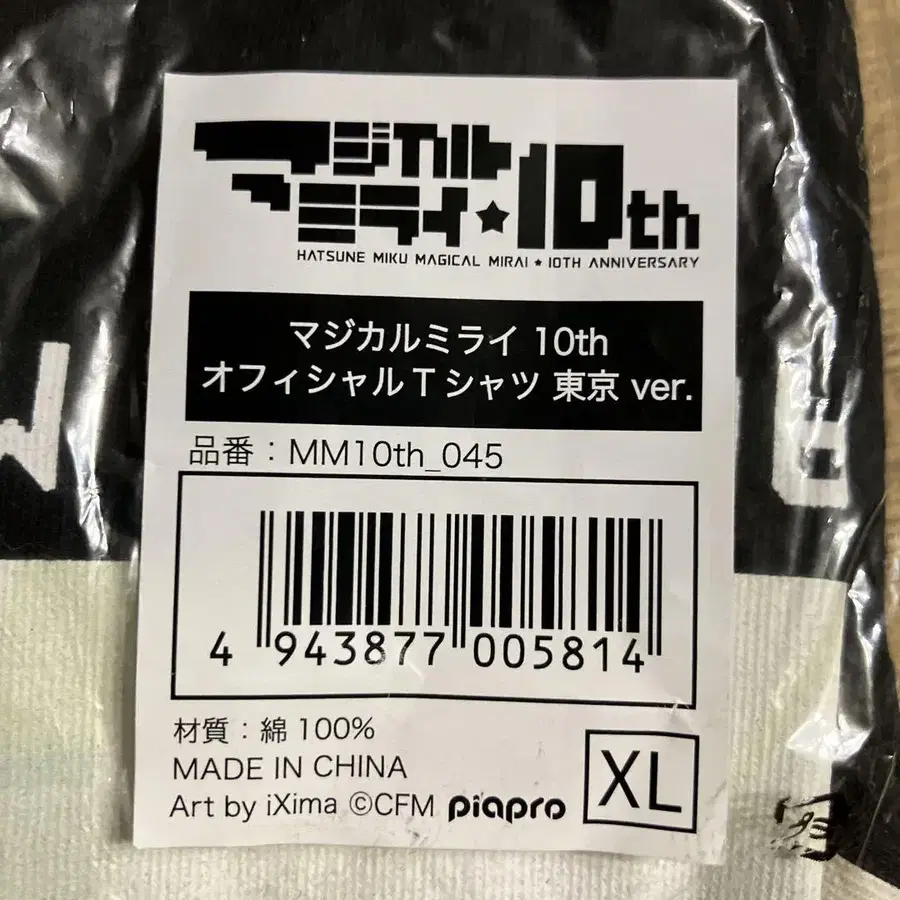 マジカル
ミライ★10th
HATSUNE MIKU MAGICAL MIRAI ★ 10TH ANNIVERSARY
マジカルミライ 10th
オフィシャルTシャツ 東京 ver.
品番：MM10th_045
4 943877 005814
材質：綿 100%
MADE IN CHINA
Art by iXima ©CFM piapro
XL